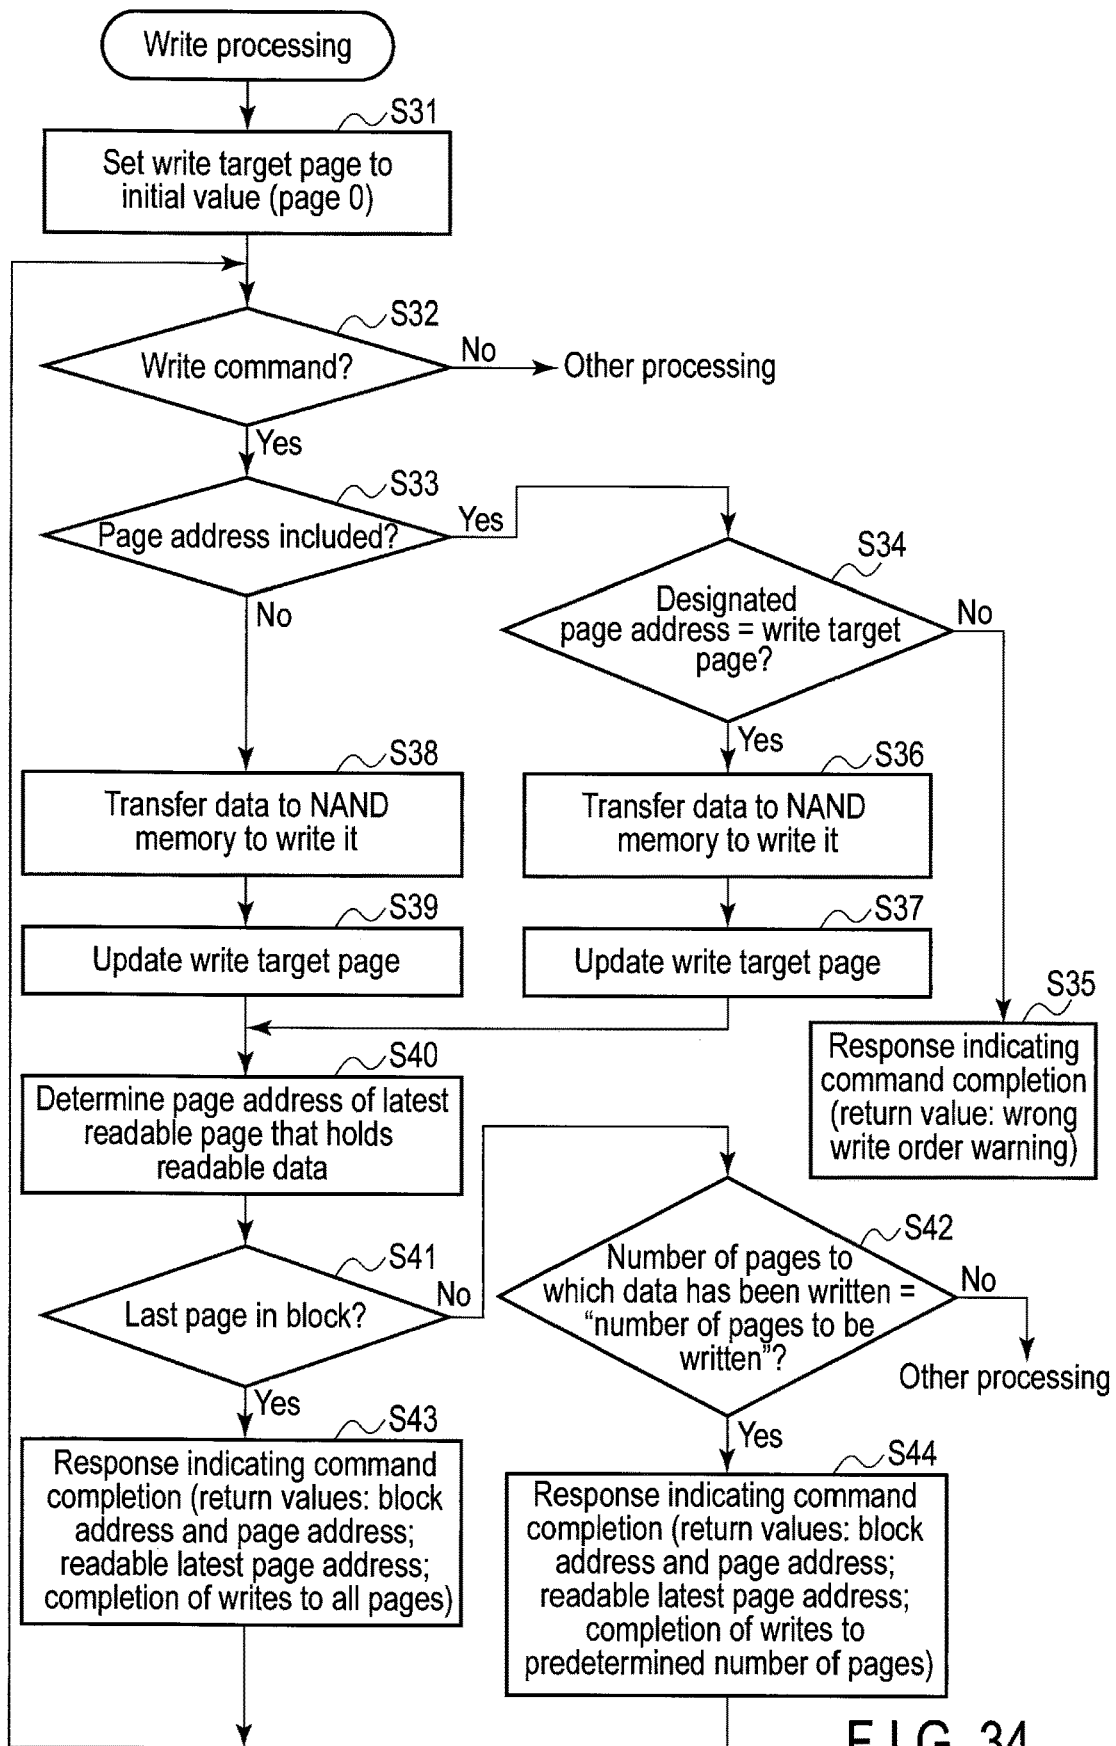 Write processing
S31
Set write target page to
initial value (page 0)
S32
Write command?
No
Other processing
Yes
S33
Page address included?
Yes
No
S34
Designated
page address = write target
page?
No
Yes
S38
Transfer data to NAND
memory to write it
S36
Transfer data to NAND
memory to write it
S39
Update write target page
S37
Update write target page
S35
Response indicating
command completion
(return value: wrong
write order warning)
S40
Determine page address of latest
readable page that holds
readable data
S41
Last page in block?
No
Yes
S42
Number of pages to
which data has been written =
“number of pages to be
written”?
No
Other processing
Yes
S43
Response indicating command
completion (return values: block
address and page address;
readable latest page address;
completion of writes to all pages)
S44
Response indicating command
completion (return values: block
address and page address;
readable latest page address;
completion of writes to
predetermined number of pages)
FIG. 34